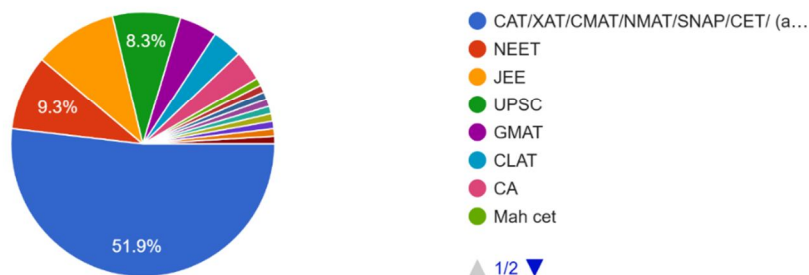 8.3%
9.3%
51.9%
CAT/XAT/CMAT/NMAT/SNAP/CET/ (a...
NEET
JEE
UPSC
GMAT
CLAT
CA
Mah cet
1/2